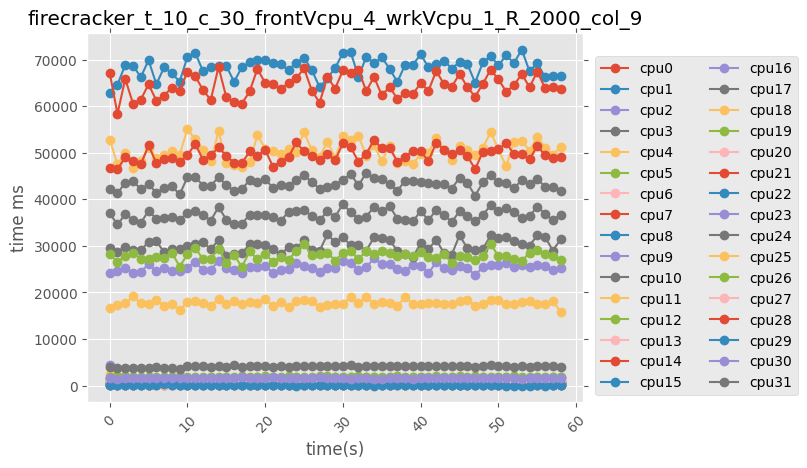 firecracker_t_10_c_30_frontVcpu_4_wrkVcpu_1_R_2000_col_9
70000
60000
50000
40000
30000
20000
10000
0
time ms
0
10
20
30
40
50
60
time(s)
cpu0
cpu1
cpu2
cpu3
cpu4
cpu5
cpu6
cpu7
cpu8
cpu9
cpu10
cpu11
cpu12
cpu13
cpu14
cpu15
cpu16
cpu17
cpu18
cpu19
cpu20
cpu21
cpu22
cpu23
cpu24
cpu25
cpu26
cpu27
cpu28
cpu29
cpu30
cpu31